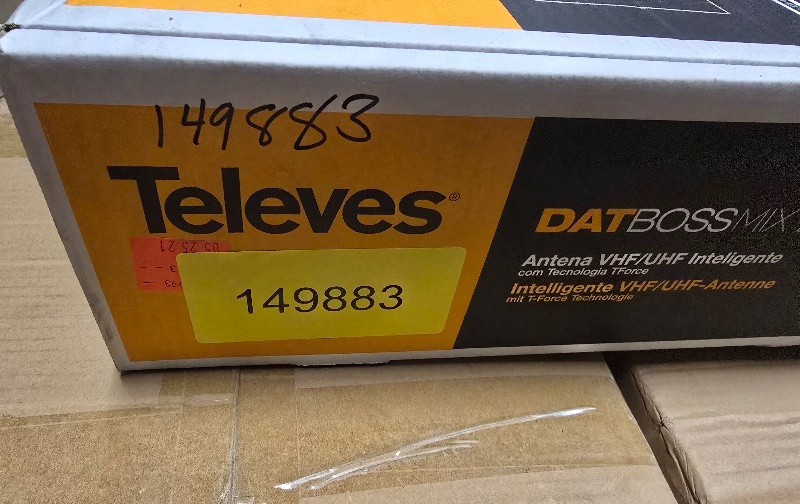 149883
Televes®
149883
DATBOSSMIX
Antena VHF/UHF Inteligente
com Tecnologia TForce
Intelligente VHF/UHF-Antenne
mit T-Force Technologie